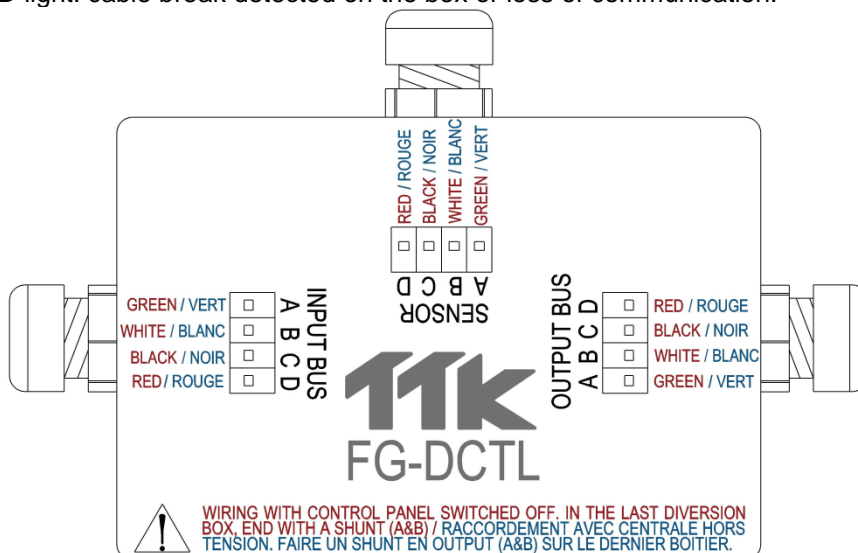 D light: cable break detected on the box or loss of communication.
RED / ROUGE
BLACK / NOIR
WHITE / BLANC
GREEN / VERT
D C B A
SENSOR
GREEN / VERT
WHITE / BLANC
BLACK / NOIR
RED / ROUGE
A B C D
INPUT BUS
OUTPUT BUS
A B C D
RED / ROUGE
BLACK / NOIR
WHITE / BLANC
GREEN / VERT
TTK
FG-DCTL
WIRING WITH CONTROL PANEL SWITCHED OFF. IN THE LAST DIVERSION
BOX, END WITH A SHUNT (A&B) / RACCORDEMENT AVEC CENTRALE HORS
TENSION. FAIRE UN SHUNT EN OUTPUT (A&B) SUR LE DERNIER BOITIER.